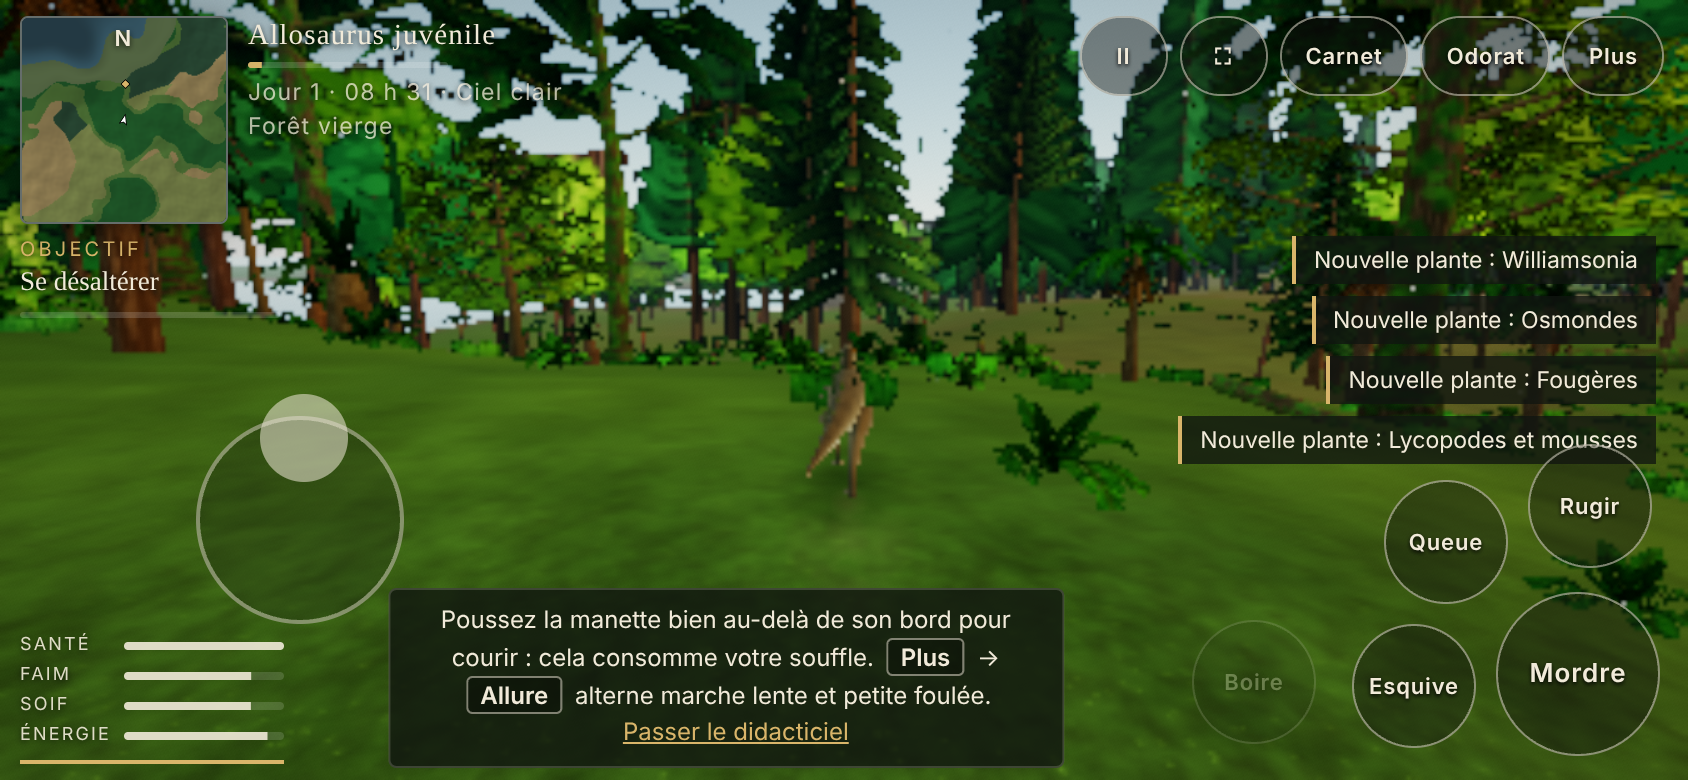 N
Allosaurus juvénile
Jour 1 · 08 h 31 · Ciel clair
Forêt vierge
Carnet
Odorat
Plus
OBJECTIF
Se désaltérer
Nouvelle plante : Williamsonia
Nouvelle plante : Osmondes
Nouvelle plante : Fougères
Nouvelle plante : Lycopodes et mousses
Rugir
Queue
Boire
Esquive
Mordre
SANTÉ
FAIM
SOIF
ÉNERGIE
Poussez la manette bien au-delà de son bord pour
courir : cela consomme votre souffle. Plus →
Allure alterne marche lente et petite foulée.
Passer le didacticiel